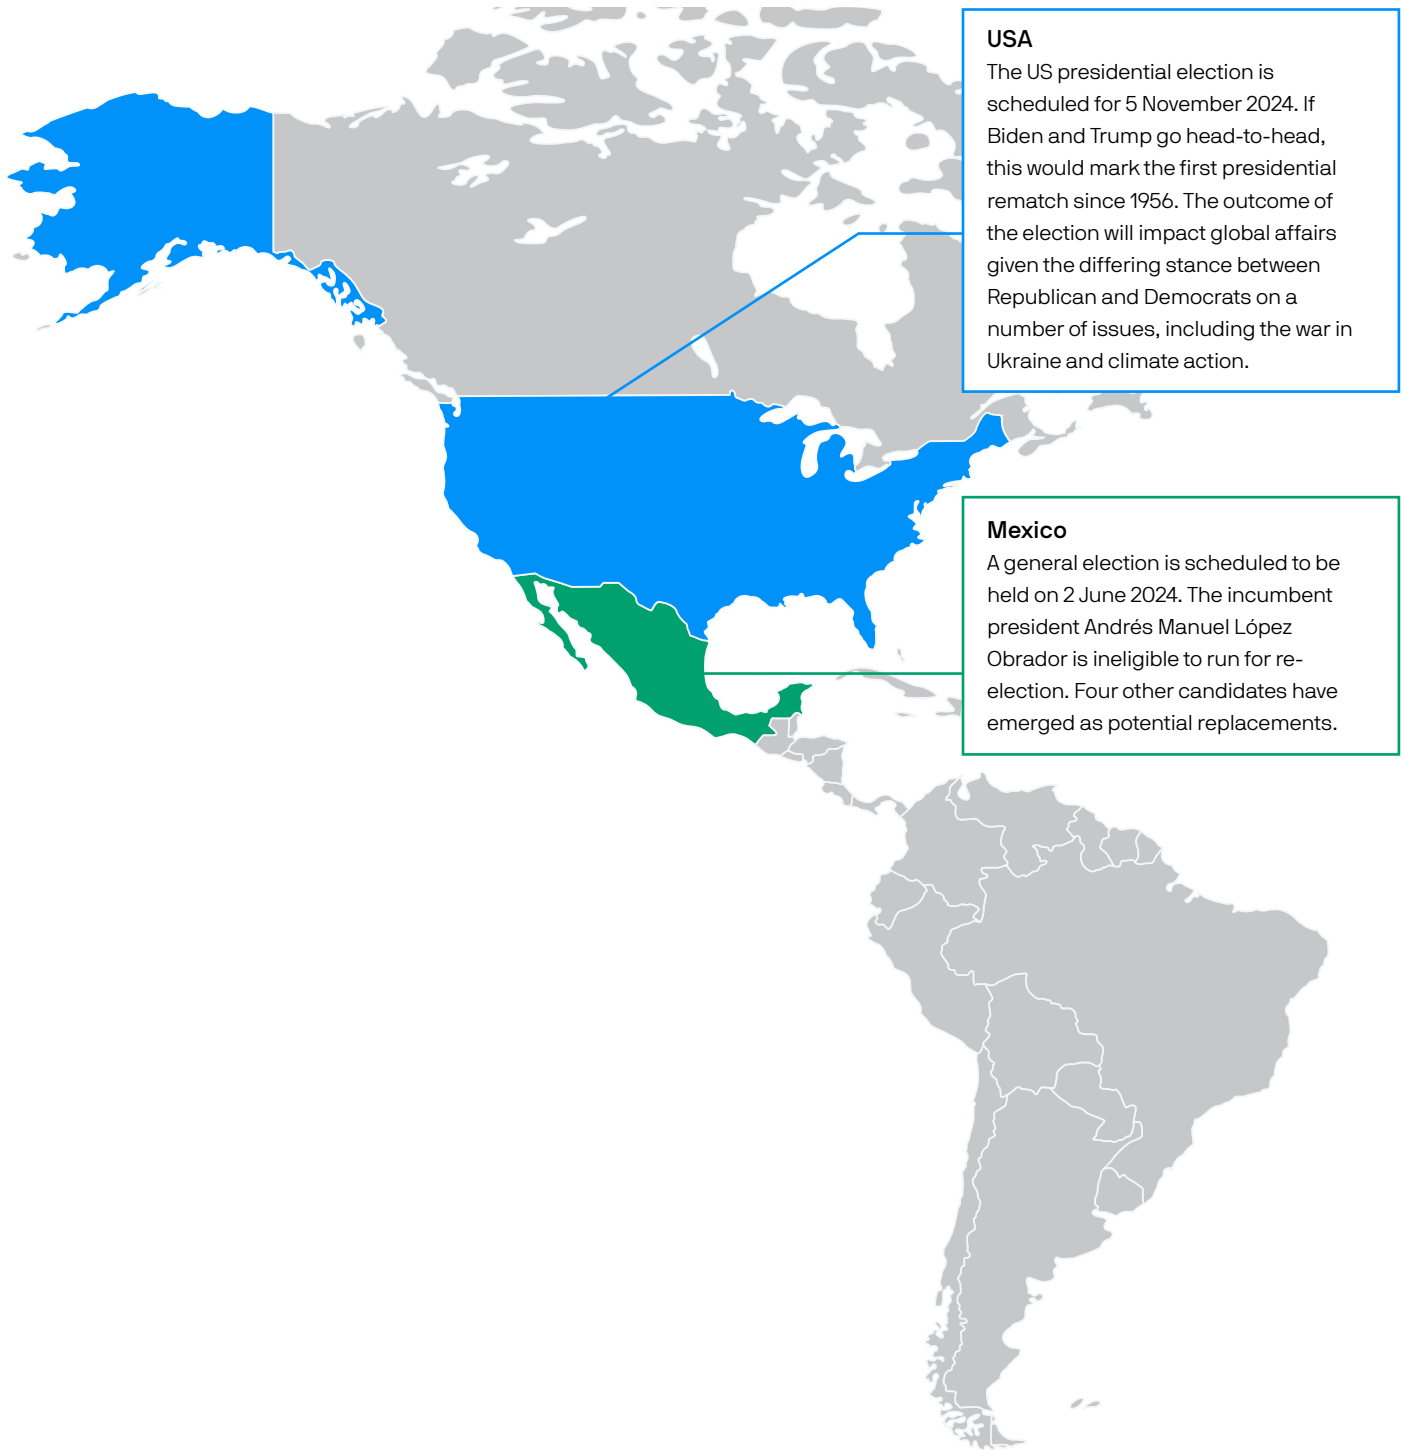 USA
The US presidential election is
scheduled for 5 November 2024. If
Biden and Trump go head-to-head,
this would mark the first presidential
rematch since 1956. The outcome of
the election will impact global affairs
given the differing stance between
Republican and Democrats on a
number of issues, including the war in
Ukraine and climate action.
Mexico
A general election is scheduled to be
held on 2 June 2024. The incumbent
president Andrés Manuel López
Obrador is ineligible to run for re-
election. Four other candidates have
emerged as potential replacements.